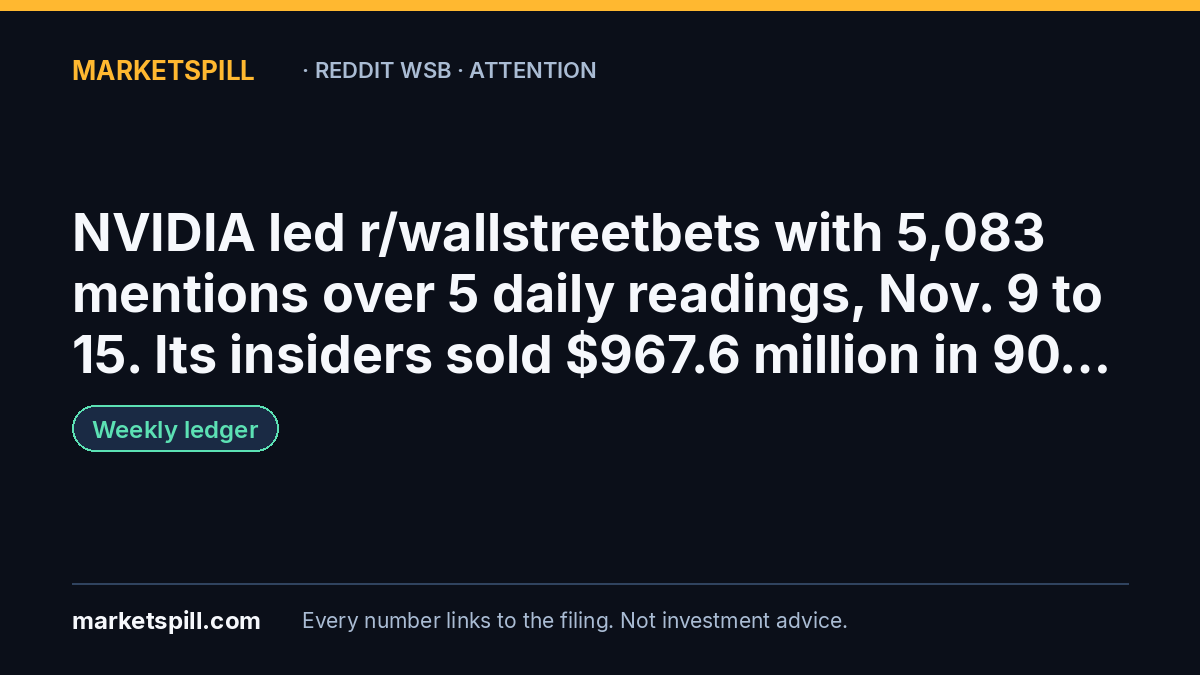 MARKETSPILL · REDDIT WSB · ATTENTION
NVIDIA led r/wallstreetbets with 5,083
mentions over 5 daily readings, Nov. 9 to
15. Its insiders sold $967.6 million in 90…
Weekly ledger
marketspill.com Every number links to the filing. Not investment advice.